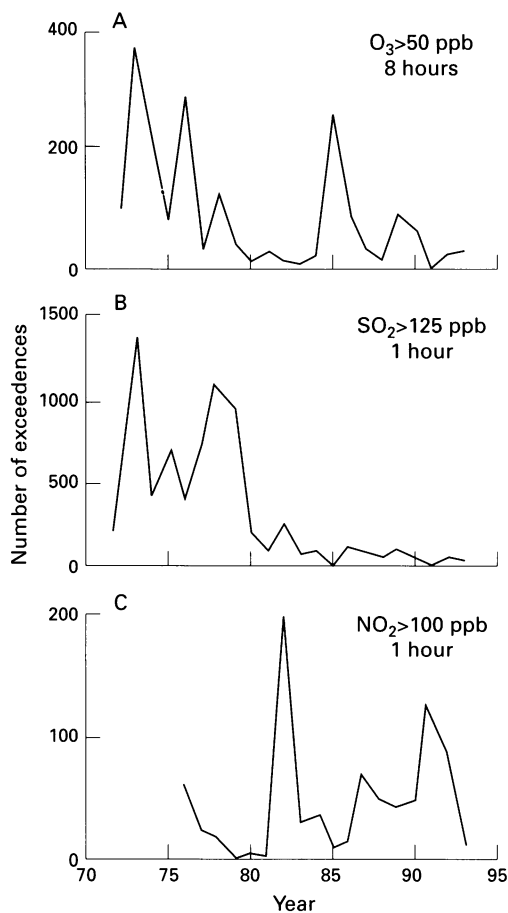 A
O₃>50 ppb
8 hours
400
200
0
B
SO₂>125 ppb
1 hour
1500
1000
500
0
Number of exceedences
C
NO₂>100 ppb
1 hour
200
100
0
70 75 80 85 90 95
Year